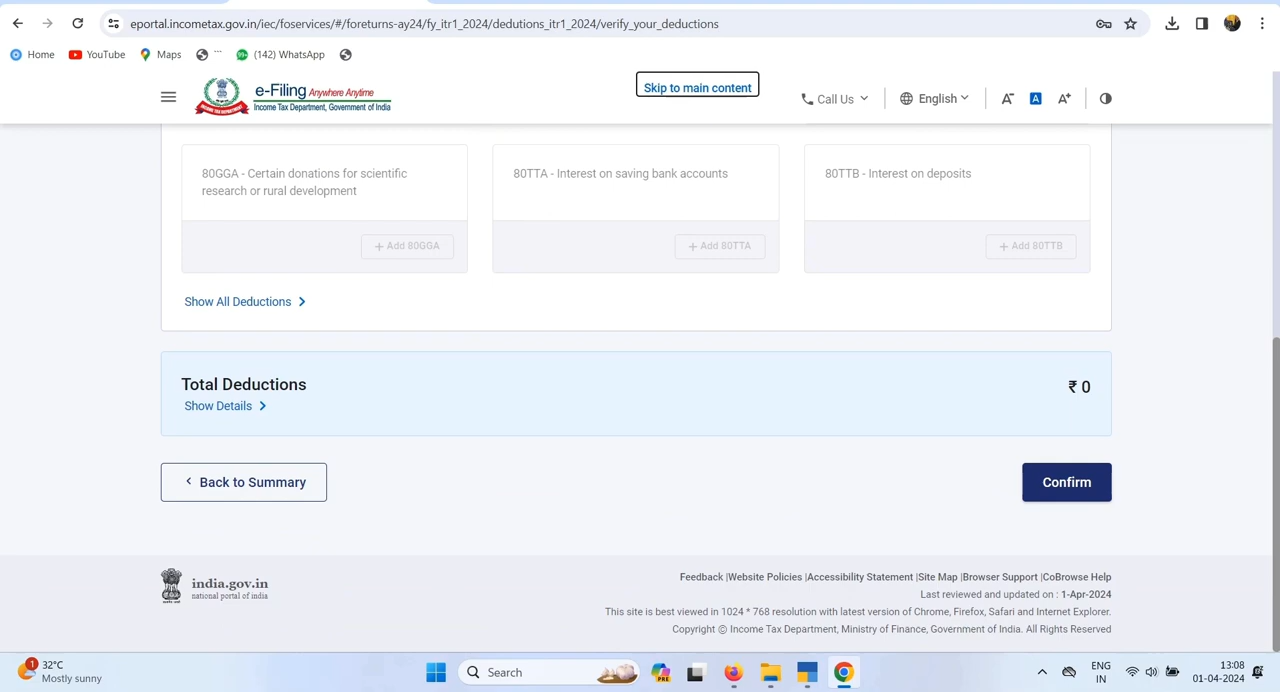 eportal.incometax.gov.in/iec/foservices/#/foreturns-ay24/fy_itr1_2024/dedutions_itr1_2024/verify_your_deductions
Home YouTube Maps ... 99+ (142) WhatsApp
e-Filing Anywhere Anytime
Income Tax Department, Government of India
Skip to main content
Call Us English A- A A+
80GGA - Certain donations for scientific
research or rural development
+ Add 80GGA
80TTA - Interest on saving bank accounts
+ Add 80TTA
80TTB - Interest on deposits
+ Add 80TTB
Show All Deductions >
Total Deductions
₹ 0
Show Details >
< Back to Summary
Confirm
india.gov.in
national portal of india
Feedback |Website Policies |Accessibility Statement |Site Map |Browser Support |CoBrowse Help
Last reviewed and updated on : 1-Apr-2024
This site is best viewed in 1024 * 768 resolution with latest version of Chrome, Firefox, Safari and Internet Explorer.
Copyright © Income Tax Department, Ministry of Finance, Government of India. All Rights Reserved
1
32°C
Mostly sunny
Search
PRE
ENG
IN
13:08
01-04-2024